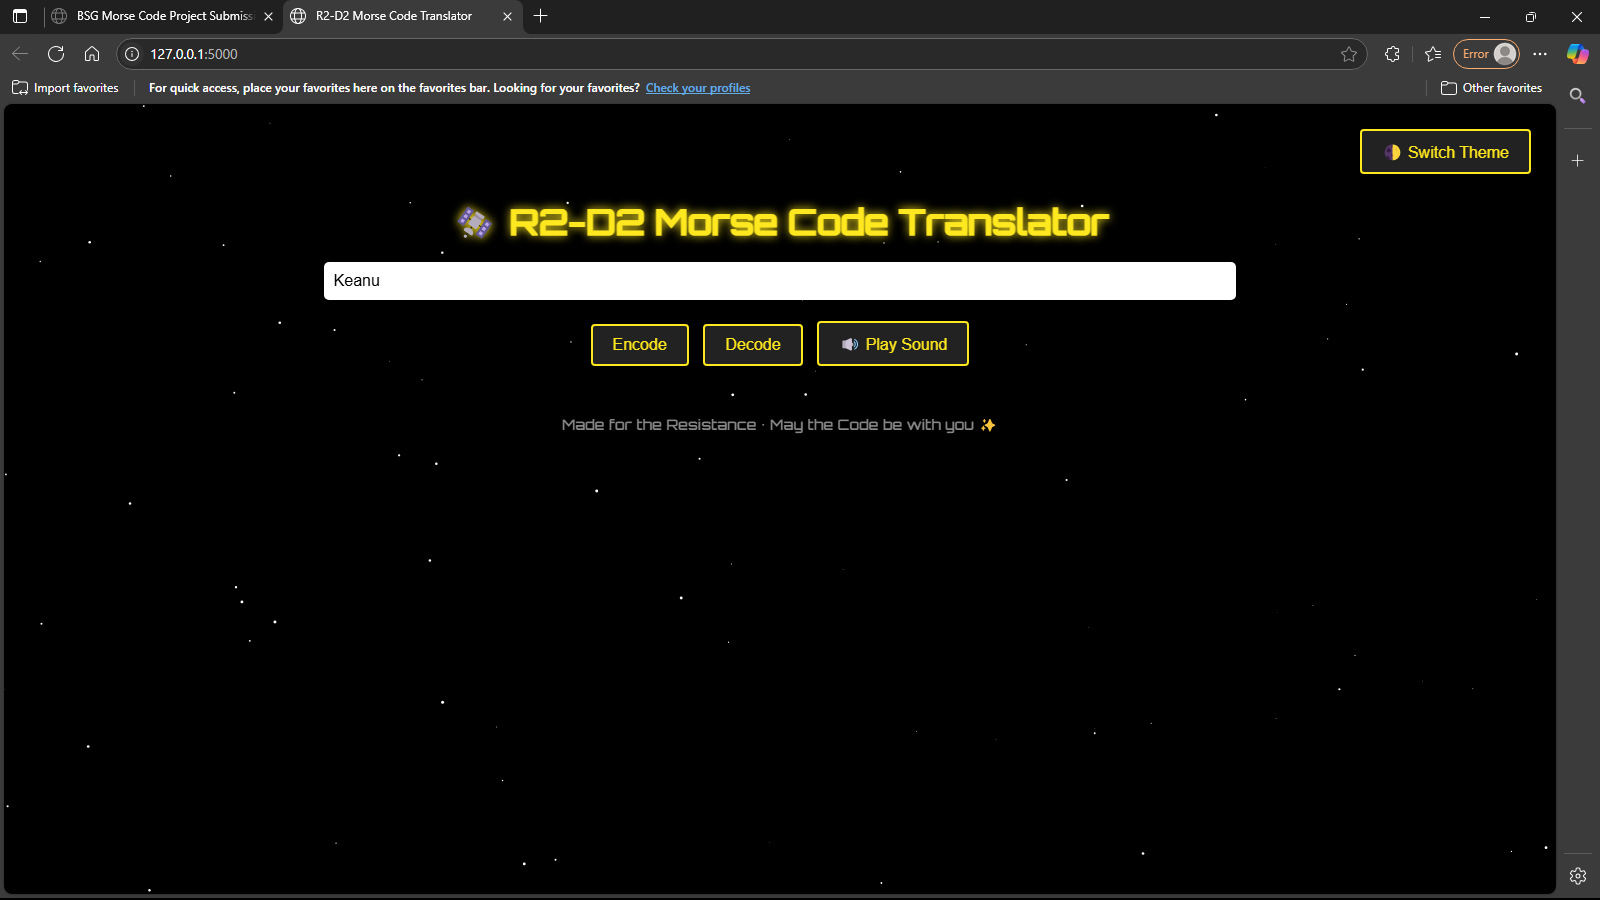 BSG Morse Code Project Submiss
R2-D2 Morse Code Translator
127.0.0.1:5000
Error
Import favorites
For quick access, place your favorites here on the favorites bar. Looking for your favorites? Check your profiles
Other favorites
Switch Theme
R2-D2 Morse Code Translator
Keanu
Encode
Decode
Play Sound
Made for the Resistance · May the Code be with you ✨